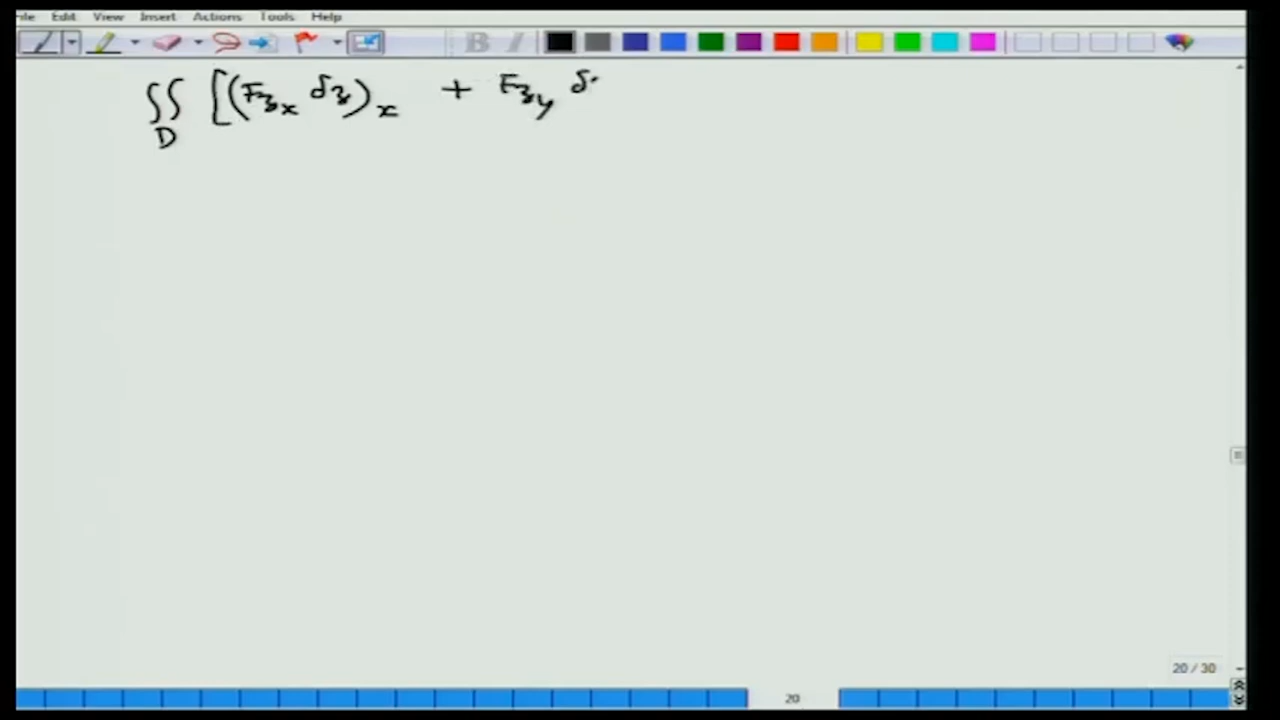 File Edit View Insert Actions Tools Help
B I
∬_D [(F_{z_x} δz)_x + F_{z_y} δ
20 / 30
20